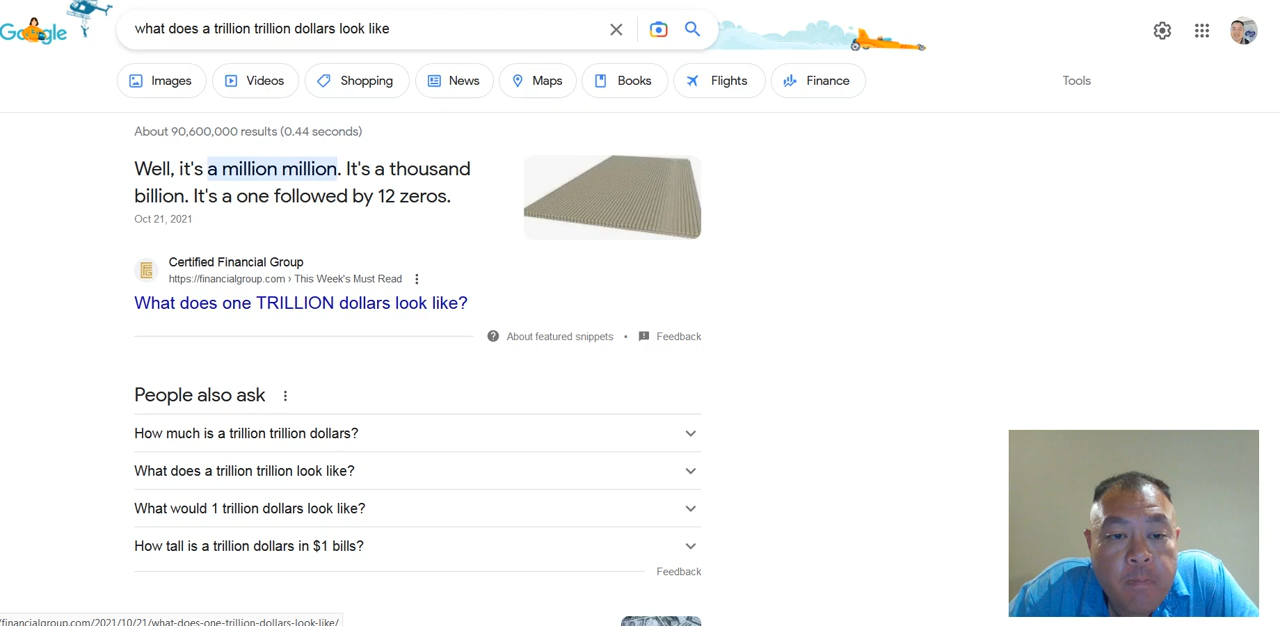 Google
what does a trillion trillion dollars look like
Images Videos Shopping News Maps Books Flights Finance Tools
About 90,600,000 results (0.44 seconds)
Well, it's a million million. It's a thousand
billion. It's a one followed by 12 zeros.
Oct 21, 2021
Certified Financial Group
https://financialgroup.com › This Week's Must Read
What does one TRILLION dollars look like?
About featured snippets • Feedback
People also ask
How much is a trillion trillion dollars?
What does a trillion trillion look like?
What would 1 trillion dollars look like?
How tall is a trillion dollars in $1 bills?
Feedback
/financialgroup.com/2021/10/21/what-does-one-trillion-dollars-look-like/